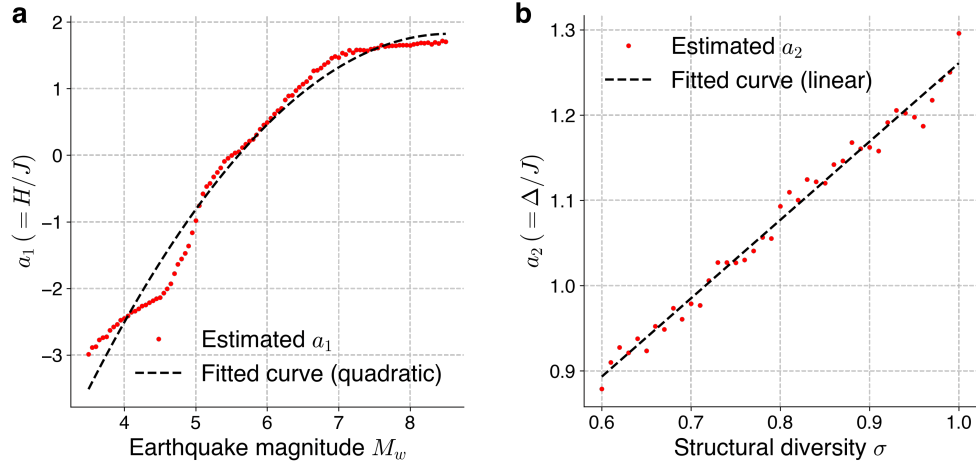 a
2
1
0
−1
−2
−3
a₁ (= H/J)
Estimated a₁
Fitted curve (quadratic)
4 5 6 7 8
Earthquake magnitude M_w
b
1.3
1.2
1.1
1.0
0.9
a₂ (= Δ/J)
Estimated a₂
Fitted curve (linear)
0.6 0.7 0.8 0.9 1.0
Structural diversity σ